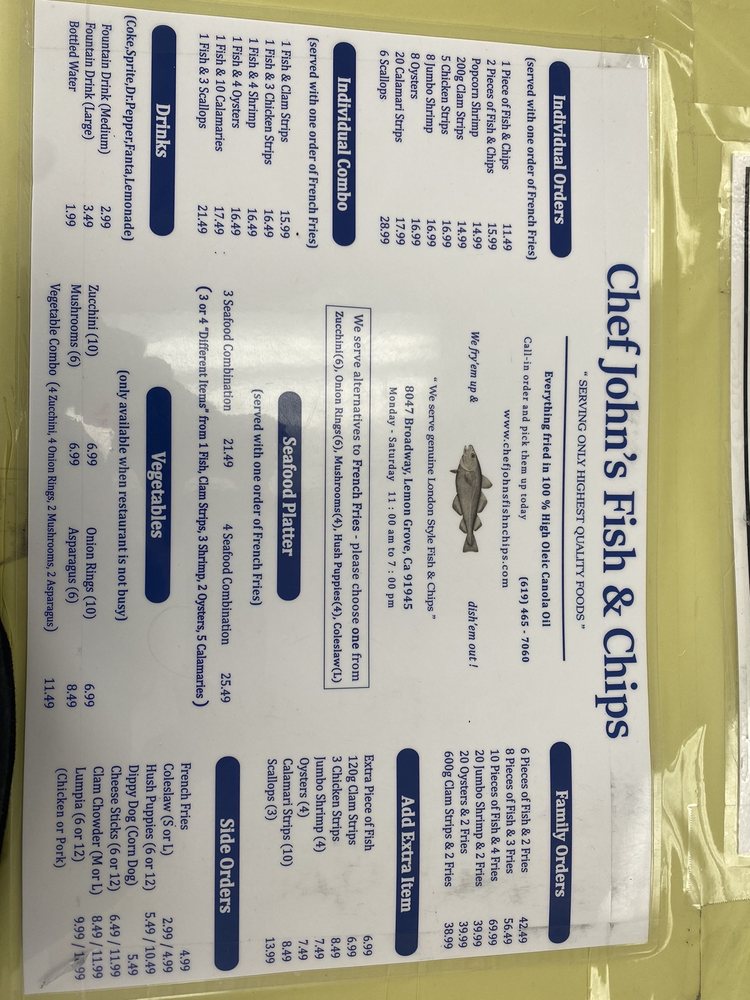 Chef John's Fish & Chips
" SERVING ONLY HIGHEST QUALITY FOODS "
Everything fried in 100 % High Oleic Canola Oil
Call-in order and pick them up today (619) 465 - 7060
www.chefjohnsfishnchips.com
We fry'em up & dish'em out !
" We serve genuine London Style Fish & Chips "
8047 Broadway, Lemon Grove, Ca 91945
Monday - Saturday 11 : 00 am to 7 : 00 pm
We serve alternatives to French Fries - please choose one from
Zucchini(6), Onion Rings(6), Mushrooms(4), Hush Puppies(4), Coleslaw(L)
Individual Orders
(served with one order of French Fries)
1 Piece of Fish & Chips 11.49
2 Pieces of Fish & Chips 15.99
Popcorn Shrimp 14.99
200g Clam Strips 14.99
5 Chicken Strips 16.99
8 Jumbo Shrimp 16.99
8 Oysters 16.99
20 Calamari Strips 17.99
6 Scallops 28.99
Individual Combo
(served with one order of French Fries)
1 Fish & Clam Strips 15.99
1 Fish & 3 Chicken Strips 16.49
1 Fish & 4 Shrimp 16.49
1 Fish & 4 Oysters 16.49
1 Fish & 10 Calamaries 17.49
1 Fish & 3 Scallops 21.49
Drinks
(Coke,Sprite,Dr.Pepper,Fanta,Lemonade)
Fountain Drink (Medium) 2.99
Fountain Drink (Large) 3.49
Bottled Water 1.99
Seafood Platter
(served with one order of French Fries)
3 Seafood Combination 21.49 4 Seafood Combination 25.49
( 3 or 4 "Different Items" from 1 Fish, Clam Strips, 3 Shrimp, 2 Oysters, 5 Calamaries )
Vegetables
(only available when restaurant is not busy)
Zucchini (10) 6.99 Onion Rings (10) 6.99
Mushrooms (6) 6.99 Asparagus (6) 8.49
Vegetable Combo (4 Zucchini, 4 Onion Rings, 2 Mushrooms, 2 Asparagus) 11.49
Family Orders
6 Pieces of Fish & 2 Fries 42.49
8 Pieces of Fish & 3 Fries 56.49
10 Pieces of Fish & 4 Fries 69.99
20 Jumbo Shrimp & 2 Fries 39.99
20 Oysters & 2 Fries 39.99
600g Clam Strips & 2 Fries 38.99
Add Extra Item
Extra Piece of Fish 6.99
120g Clam Strips 6.99
3 Chicken Strips 8.49
Jumbo Shrimp (4) 7.49
Oysters (4) 7.49
Calamari Strips (10) 8.49
Scallops (3) 13.99
Side Orders
French Fries 4.99
Coleslaw (S or L) 2.99 / 4.99
Hush Puppies (6 or 12) 5.49 / 10.49
Dippy Dog (Corn Dog) 5.49
Cheese Sticks (6 or 12) 6.49 / 11.99
Clam Chowder (M or L) 8.49 / 11.99
Lumpia (6 or 12) 9.99 /
(Chicken or Pork)